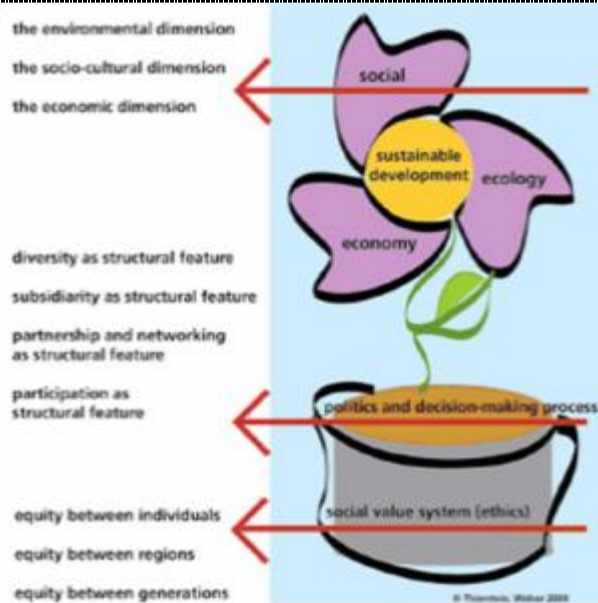 the environmental dimension
the socio-cultural dimension
the economic dimension
social
sustainable
development
ecology
economy
diversity as structural feature
subsidiarity as structural feature
partnership and networking
as structural feature
participation as
structural feature
politics and decision-making process
equity between individuals
social value system (ethics)
equity between regions
equity between generations
©